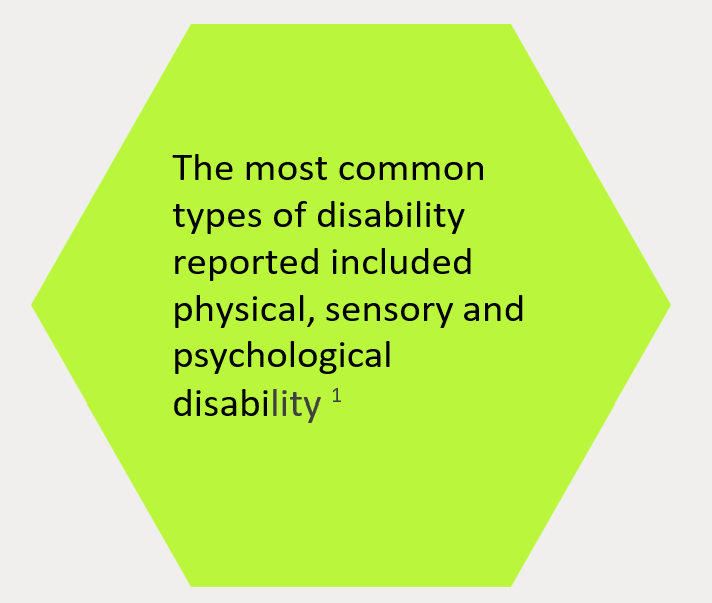 The most common
types of disability
reported included
physical, sensory and
psychological
disability ¹